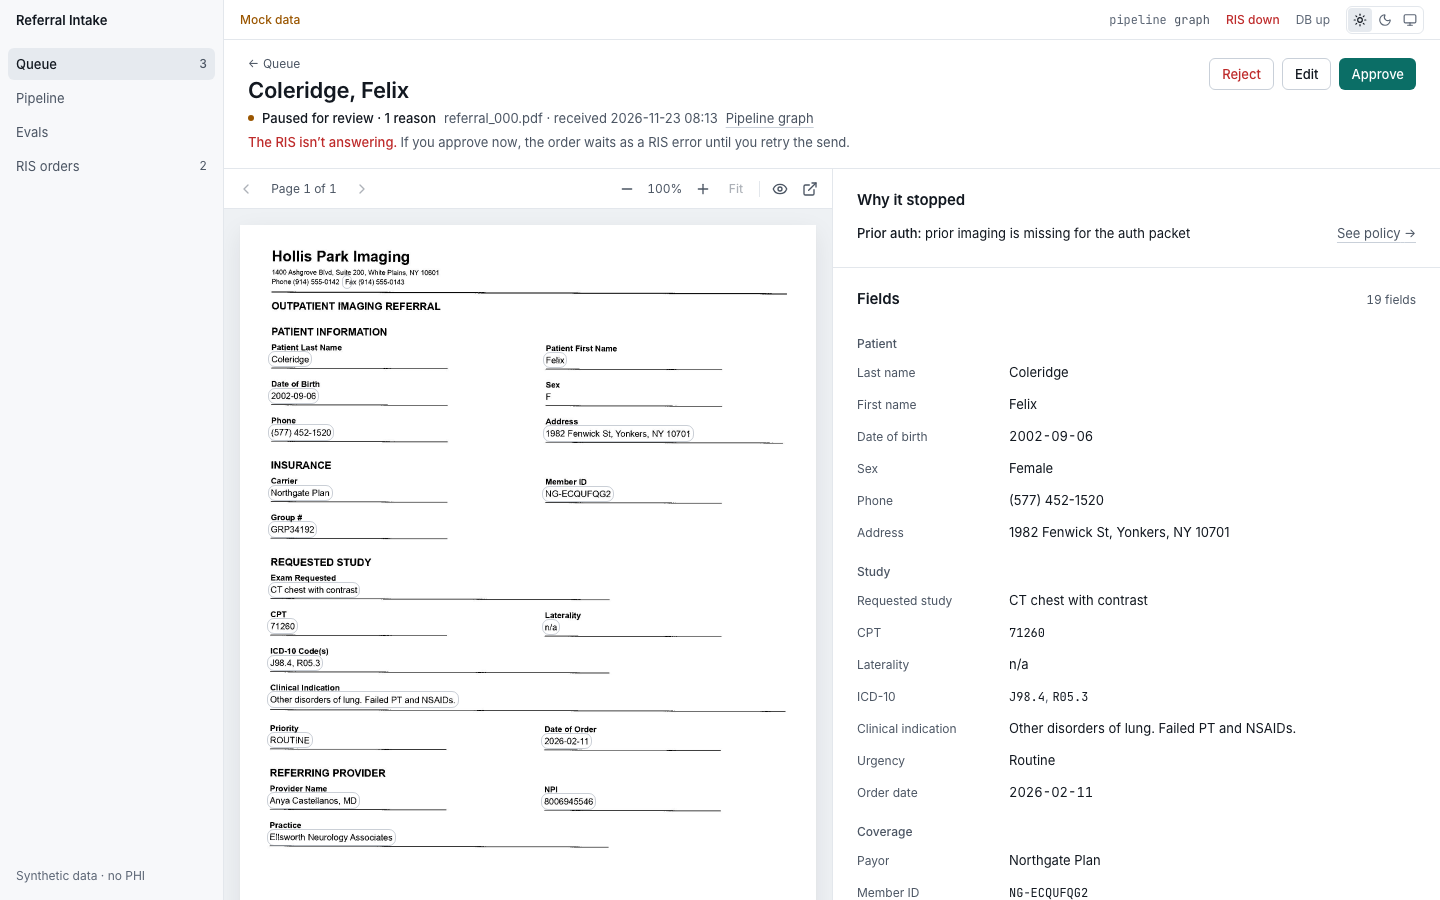 Referral Intake
Queue 3
Pipeline
Evals
RIS orders 2
Synthetic data · no PHI
Mock data
pipeline graph RIS down DB up
← Queue
Coleridge, Felix
Paused for review · 1 reason referral_000.pdf · received 2026-11-23 08:13 Pipeline graph
The RIS isn’t answering. If you approve now, the order waits as a RIS error until you retry the send.
Reject Edit Approve
Page 1 of 1 100% Fit
Hollis Park Imaging
1400 Ashgrove Blvd, Suite 200, White Plains, NY 10601
Phone (914) 555-0142 | Fax (914) 555-0143
OUTPATIENT IMAGING REFERRAL
PATIENT INFORMATION
Patient Last Name Patient First Name
Coleridge Felix
Date of Birth Sex
2002-09-06 F
Phone Address
(577) 452-1520 1982 Fenwick St, Yonkers, NY 10701
INSURANCE
Carrier Member ID
Northgate Plan NG-ECQUFQG2
Group #
GRP34192
REQUESTED STUDY
Exam Requested
CT chest with contrast
CPT Laterality
71260 n/a
ICD-10 Code(s)
J98.4, R05.3
Clinical Indication
Other disorders of lung. Failed PT and NSAIDs.
Priority Date of Order
ROUTINE 2026-02-11
REFERRING PROVIDER
Provider Name NPI
Anya Castellanos, MD 8006945546
Practice
Ellsworth Neurology Associates
Why it stopped
Prior auth: prior imaging is missing for the auth packet See policy →
Fields 19 fields
Patient
Last name Coleridge
First name Felix
Date of birth 2002-09-06
Sex Female
Phone (577) 452-1520
Address 1982 Fenwick St, Yonkers, NY 10701
Study
Requested study CT chest with contrast
CPT 71260
Laterality n/a
ICD-10 J98.4, R05.3
Clinical indication Other disorders of lung. Failed PT and NSAIDs.
Urgency Routine
Order date 2026-02-11
Coverage
Payor Northgate Plan
Member ID NG-ECQUFQG2